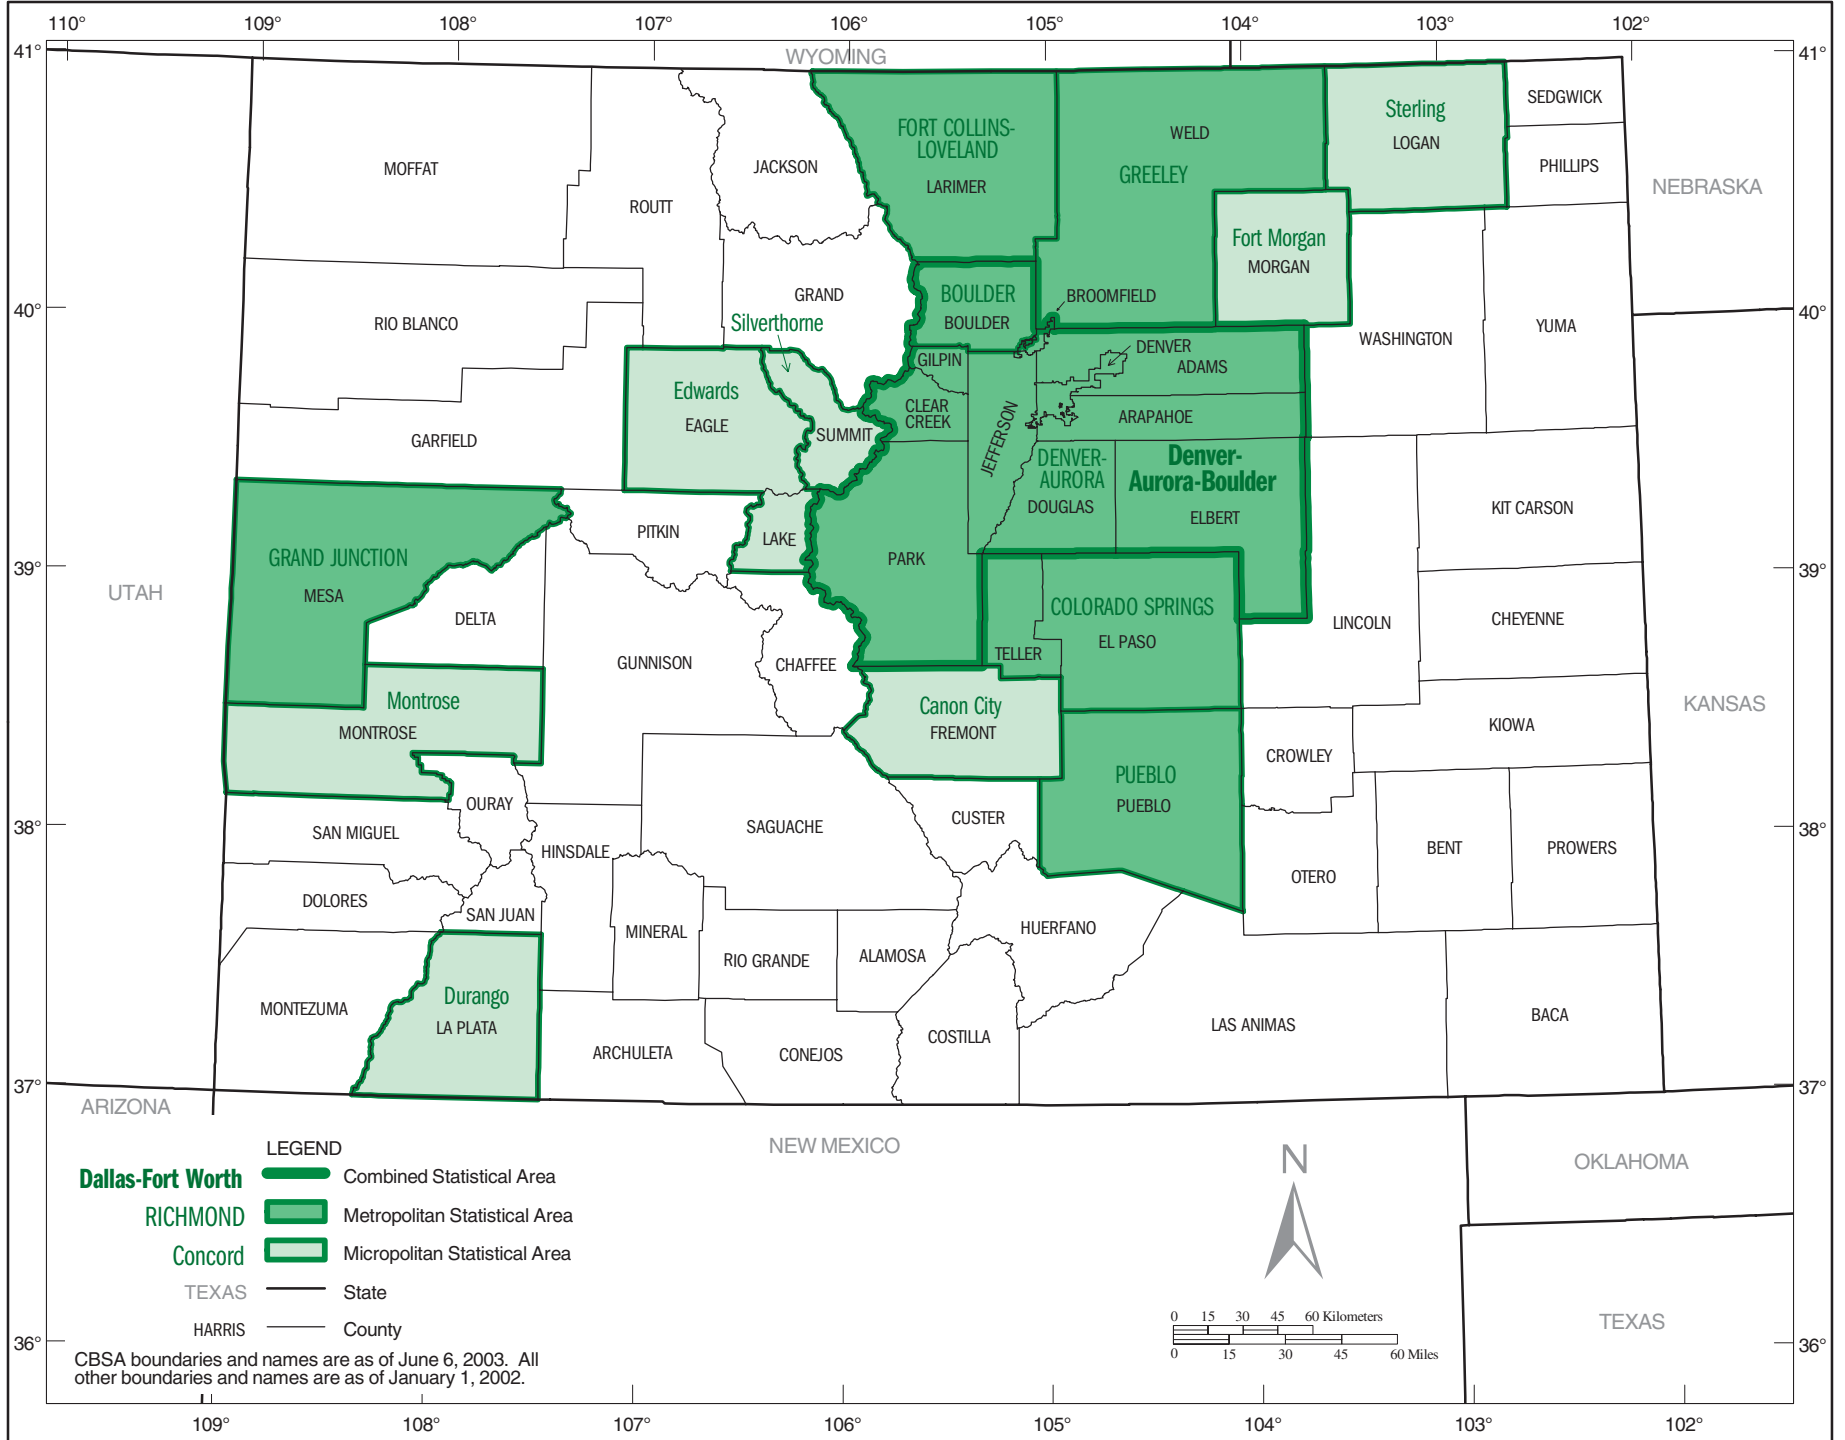 110°
109°
108°
107°
106°
105°
104°
103°
102°
41°
41°
WYOMING
SEDGWICK
Sterling
LOGAN
FORT COLLINS-
LOVELAND
LARIMER
WELD
GREELEY
MOFFAT
JACKSON
PHILLIPS
NEBRASKA
ROUTT
Fort Morgan
MORGAN
GRAND
BOULDER
BOULDER
BROOMFIELD
40°
40°
RIO BLANCO
Silverthorne
WASHINGTON
YUMA
DENVER
ADAMS
GILPIN
Edwards
EAGLE
CLEAR
CREEK
ARAPAHOE
SUMMIT
GARFIELD
JEFFERSON
DENVER-
AURORA
DOUGLAS
Denver-
Aurora-Boulder
ELBERT
KIT CARSON
PITKIN
LAKE
PARK
GRAND JUNCTION
MESA
39°
39°
UTAH
DELTA
COLORADO SPRINGS
EL PASO
LINCOLN
CHEYENNE
TELLER
GUNNISON
CHAFFEE
Montrose
MONTROSE
Canon City
FREMONT
KANSAS
KIOWA
CROWLEY
PUEBLO
PUEBLO
OURAY
CUSTER
38°
38°
SAN MIGUEL
SAGUACHE
HINSDALE
BENT
PROWERS
OTERO
DOLORES
SAN JUAN
MINERAL
HUERFANO
RIO GRANDE
ALAMOSA
Durango
LA PLATA
MONTEZUMA
ARCHULETA
CONEJOS
COSTILLA
LAS ANIMAS
BACA
37°
37°
ARIZONA
NEW MEXICO
OKLAHOMA
LEGEND
Dallas-Fort Worth Combined Statistical Area
RICHMOND Metropolitan Statistical Area
Concord Micropolitan Statistical Area
TEXAS State
HARRIS County
CBSA boundaries and names are as of June 6, 2003. All
other boundaries and names are as of January 1, 2002.
N
0 15 30 45 60 Kilometers
0 15 30 45 60 Miles
TEXAS
36°
36°
109°
108°
107°
106°
105°
104°
103°
102°